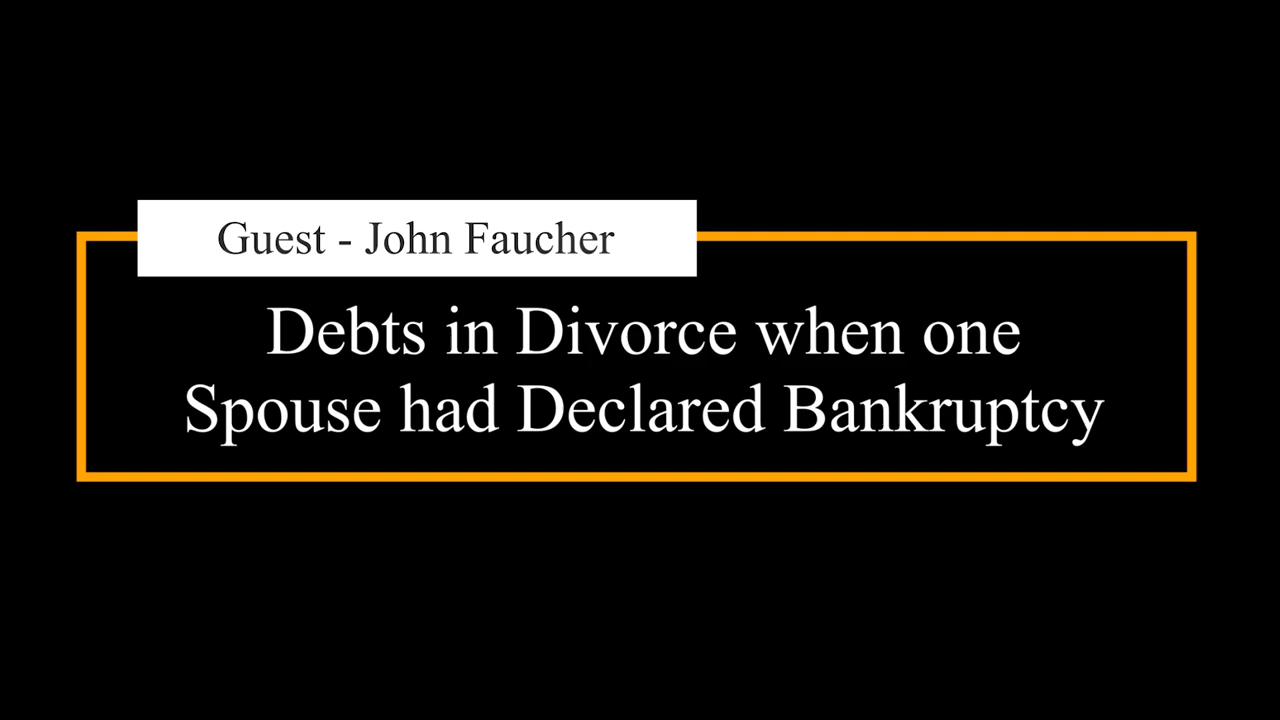 Guest - John Faucher
Debts in Divorce when one
Spouse had Declared Bankruptcy